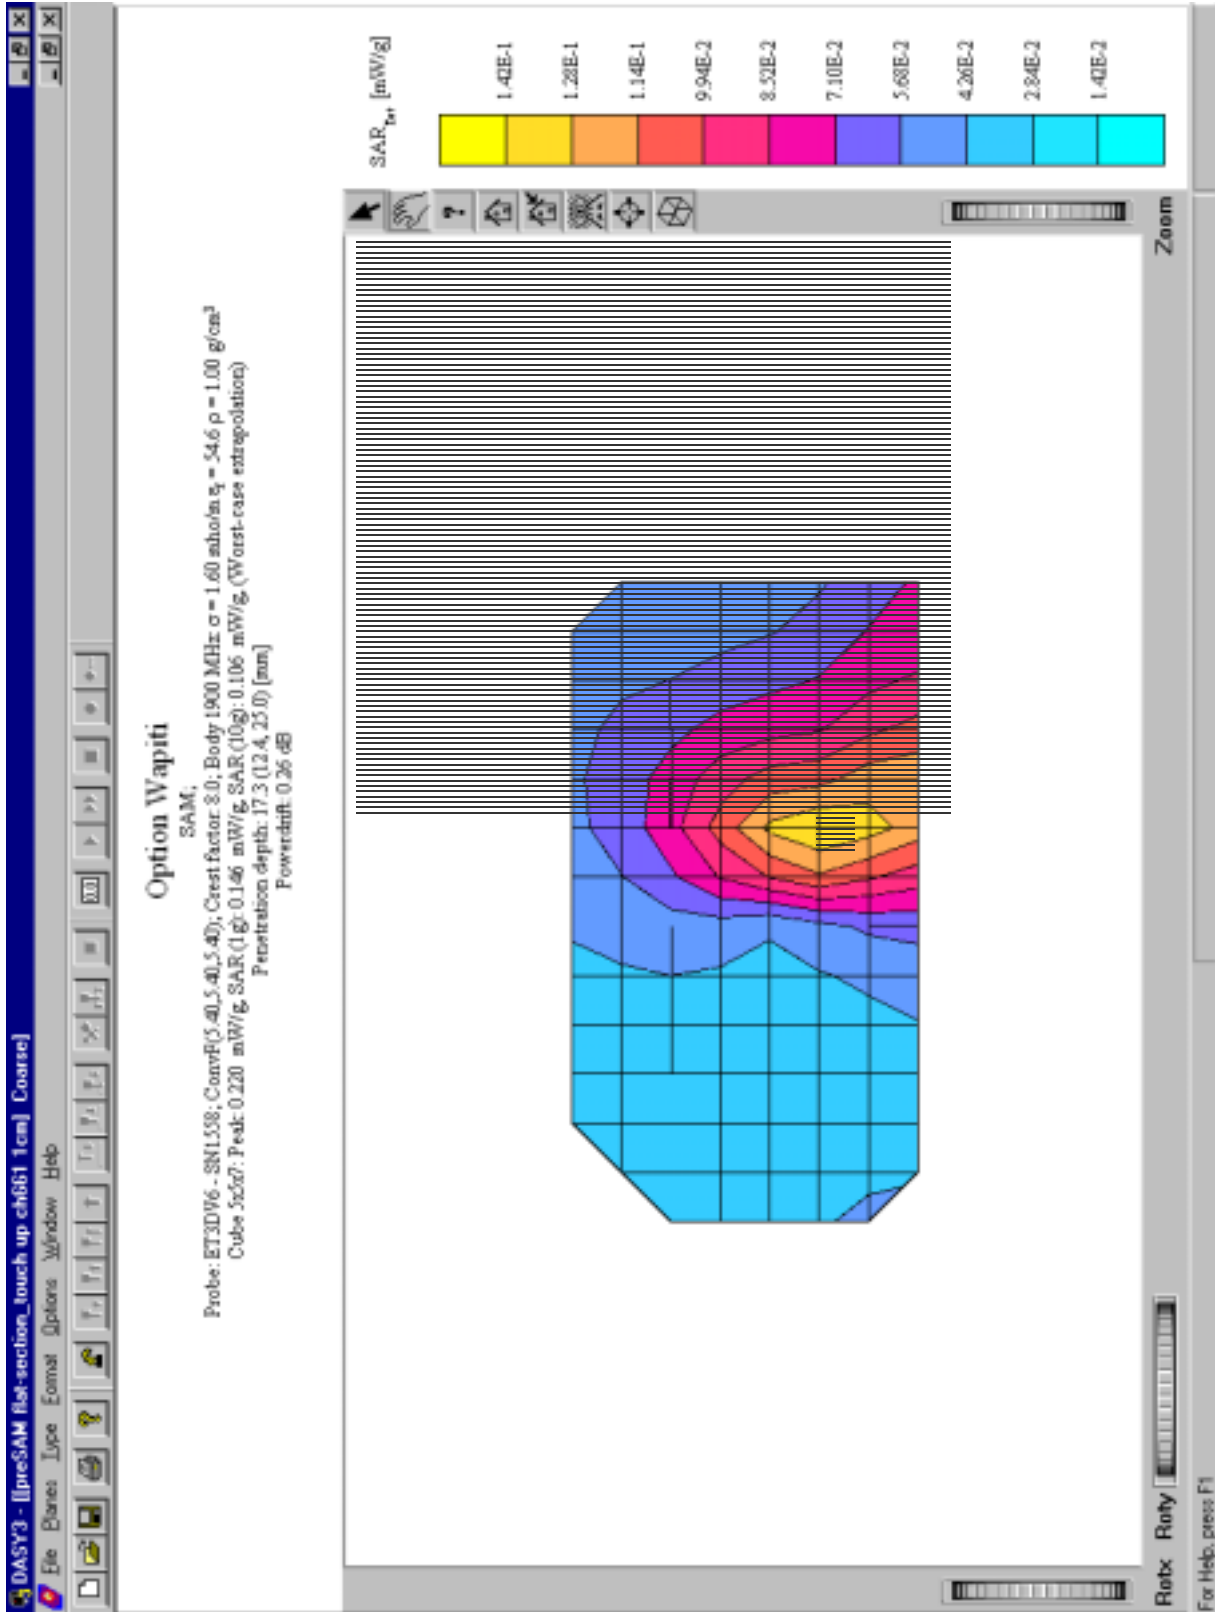 DASY3 - [[preSAM flat-section_touch up ch661 1cm] Coarse]
File Planes Type Format Options Window Help
Option Wapiti
SAM;
Probe: ET3DV6 - SN1558; ConvF(5.40,5.40,5.40); Crest factor: 8.0; Body 1900 MHz: σ = 1.60 mho/m εr = 54.6 ρ = 1.00 g/cm³
Cube 5x5x7: Peak: 0.220 mW/g, SAR (1g): 0.146 mW/g, SAR (10g): 0.106 mW/g, (Worst-case extrapolation)
Penetration depth: 17.3 (12.4, 25.0) [mm]
Powerdrift: 0.26 dB
SARTot [mW/g]
1.42E-1
1.28E-1
1.14E-1
9.94E-2
8.52E-2
7.10E-2
5.68E-2
4.26E-2
2.84E-2
1.42E-2
Rotx Roty Zoom
For Help, press F1